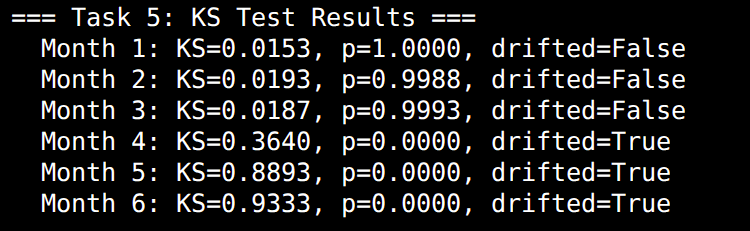 === Task 5: KS Test Results ===
Month 1: KS=0.0153, p=1.0000, drifted=False
Month 2: KS=0.0193, p=0.9988, drifted=False
Month 3: KS=0.0187, p=0.9993, drifted=False
Month 4: KS=0.3640, p=0.0000, drifted=True
Month 5: KS=0.8893, p=0.0000, drifted=True
Month 6: KS=0.9333, p=0.0000, drifted=True